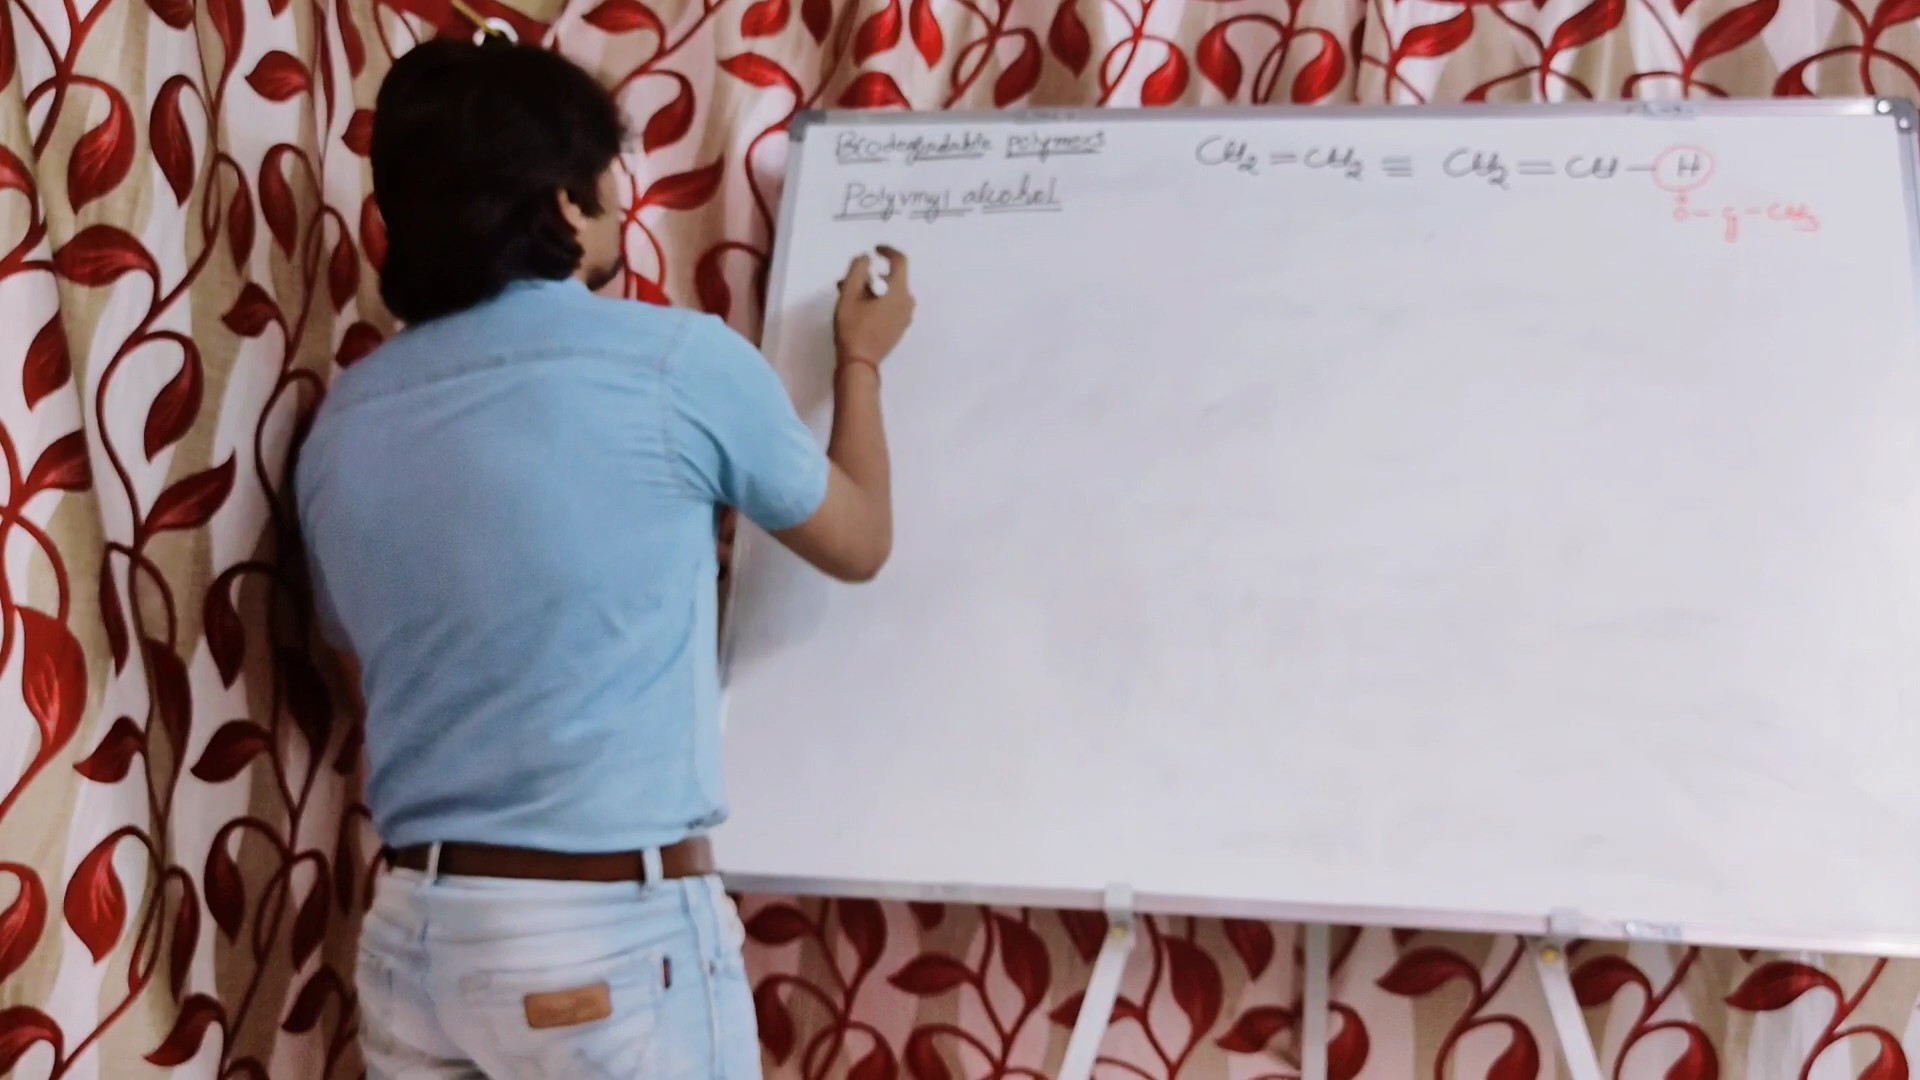 Biodegradable polymers
Polyvinyl alcohol
CH₂ = CH₂ ≡ CH₂ = CH – H
O – C – CH₃